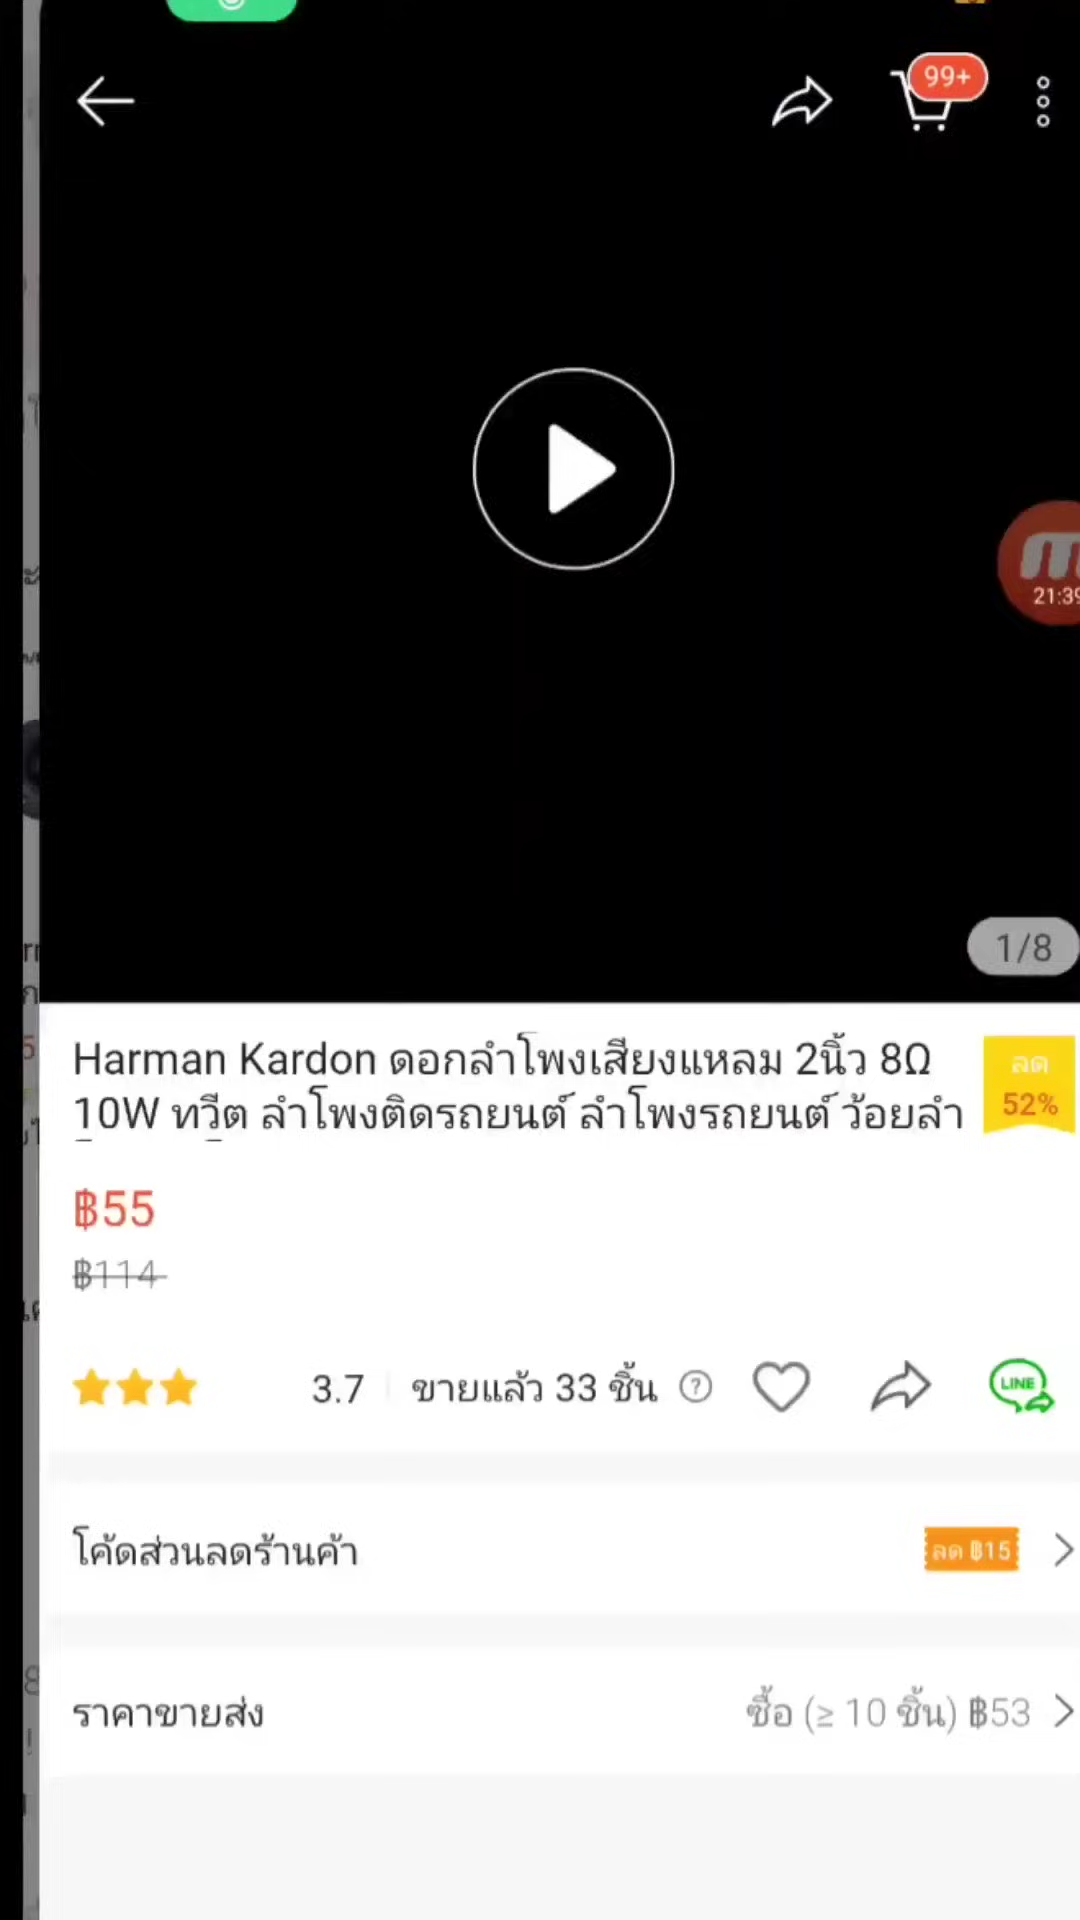 99+
21:39
1/8
Harman Kardon ดอกลำโพงเสียงแหลม 2นิ้ว 8Ω
10W ทวีต ลำโพงติดรถยนต์ ลำโพงรถยนต์ ว้อยลำ
ลด
52%
฿55
฿114
3.7
ขายแล้ว 33 ชิ้น
?
LINE
โค้ดส่วนลดร้านค้า
ลด ฿15
ราคาขายส่ง
ซื้อ (≥ 10 ชิ้น) ฿53